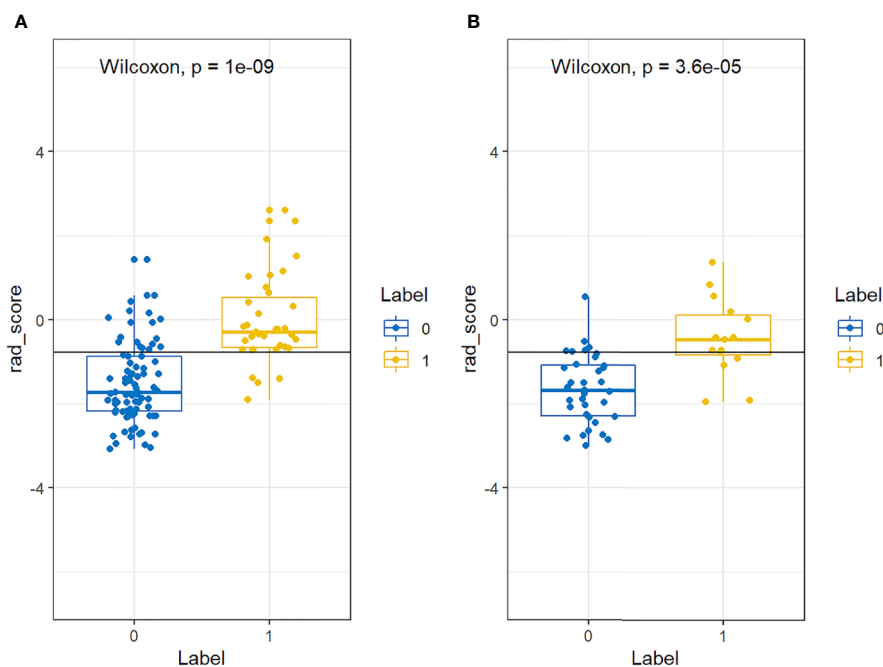 A
Wilcoxon, p = 1e-09
4
0
-4
rad_score
0
1
Label
Label
0
1
B
Wilcoxon, p = 3.6e-05
4
0
-4
rad_score
0
1
Label
Label
0
1